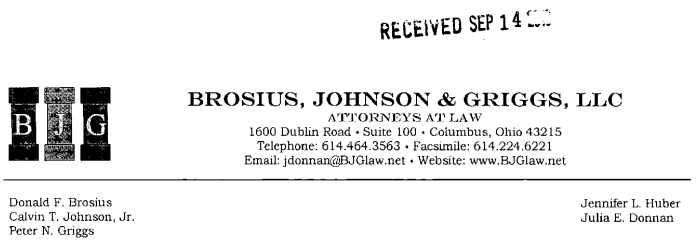 RECEIVED SEP 14
B J G
BROSIUS, JOHNSON & GRIGGS, LLC
ATTORNEYS AT LAW
1600 Dublin Road • Suite 100 • Columbus, Ohio 43215
Telephone: 614.464.3563 • Facsimile: 614.224.6221
Email: jdonnan@BJGlaw.net • Website: www.BJGlaw.net
Donald F. Brosius
Calvin T. Johnson, Jr.
Peter N. Griggs
Jennifer L. Huber
Julia E. Donnan